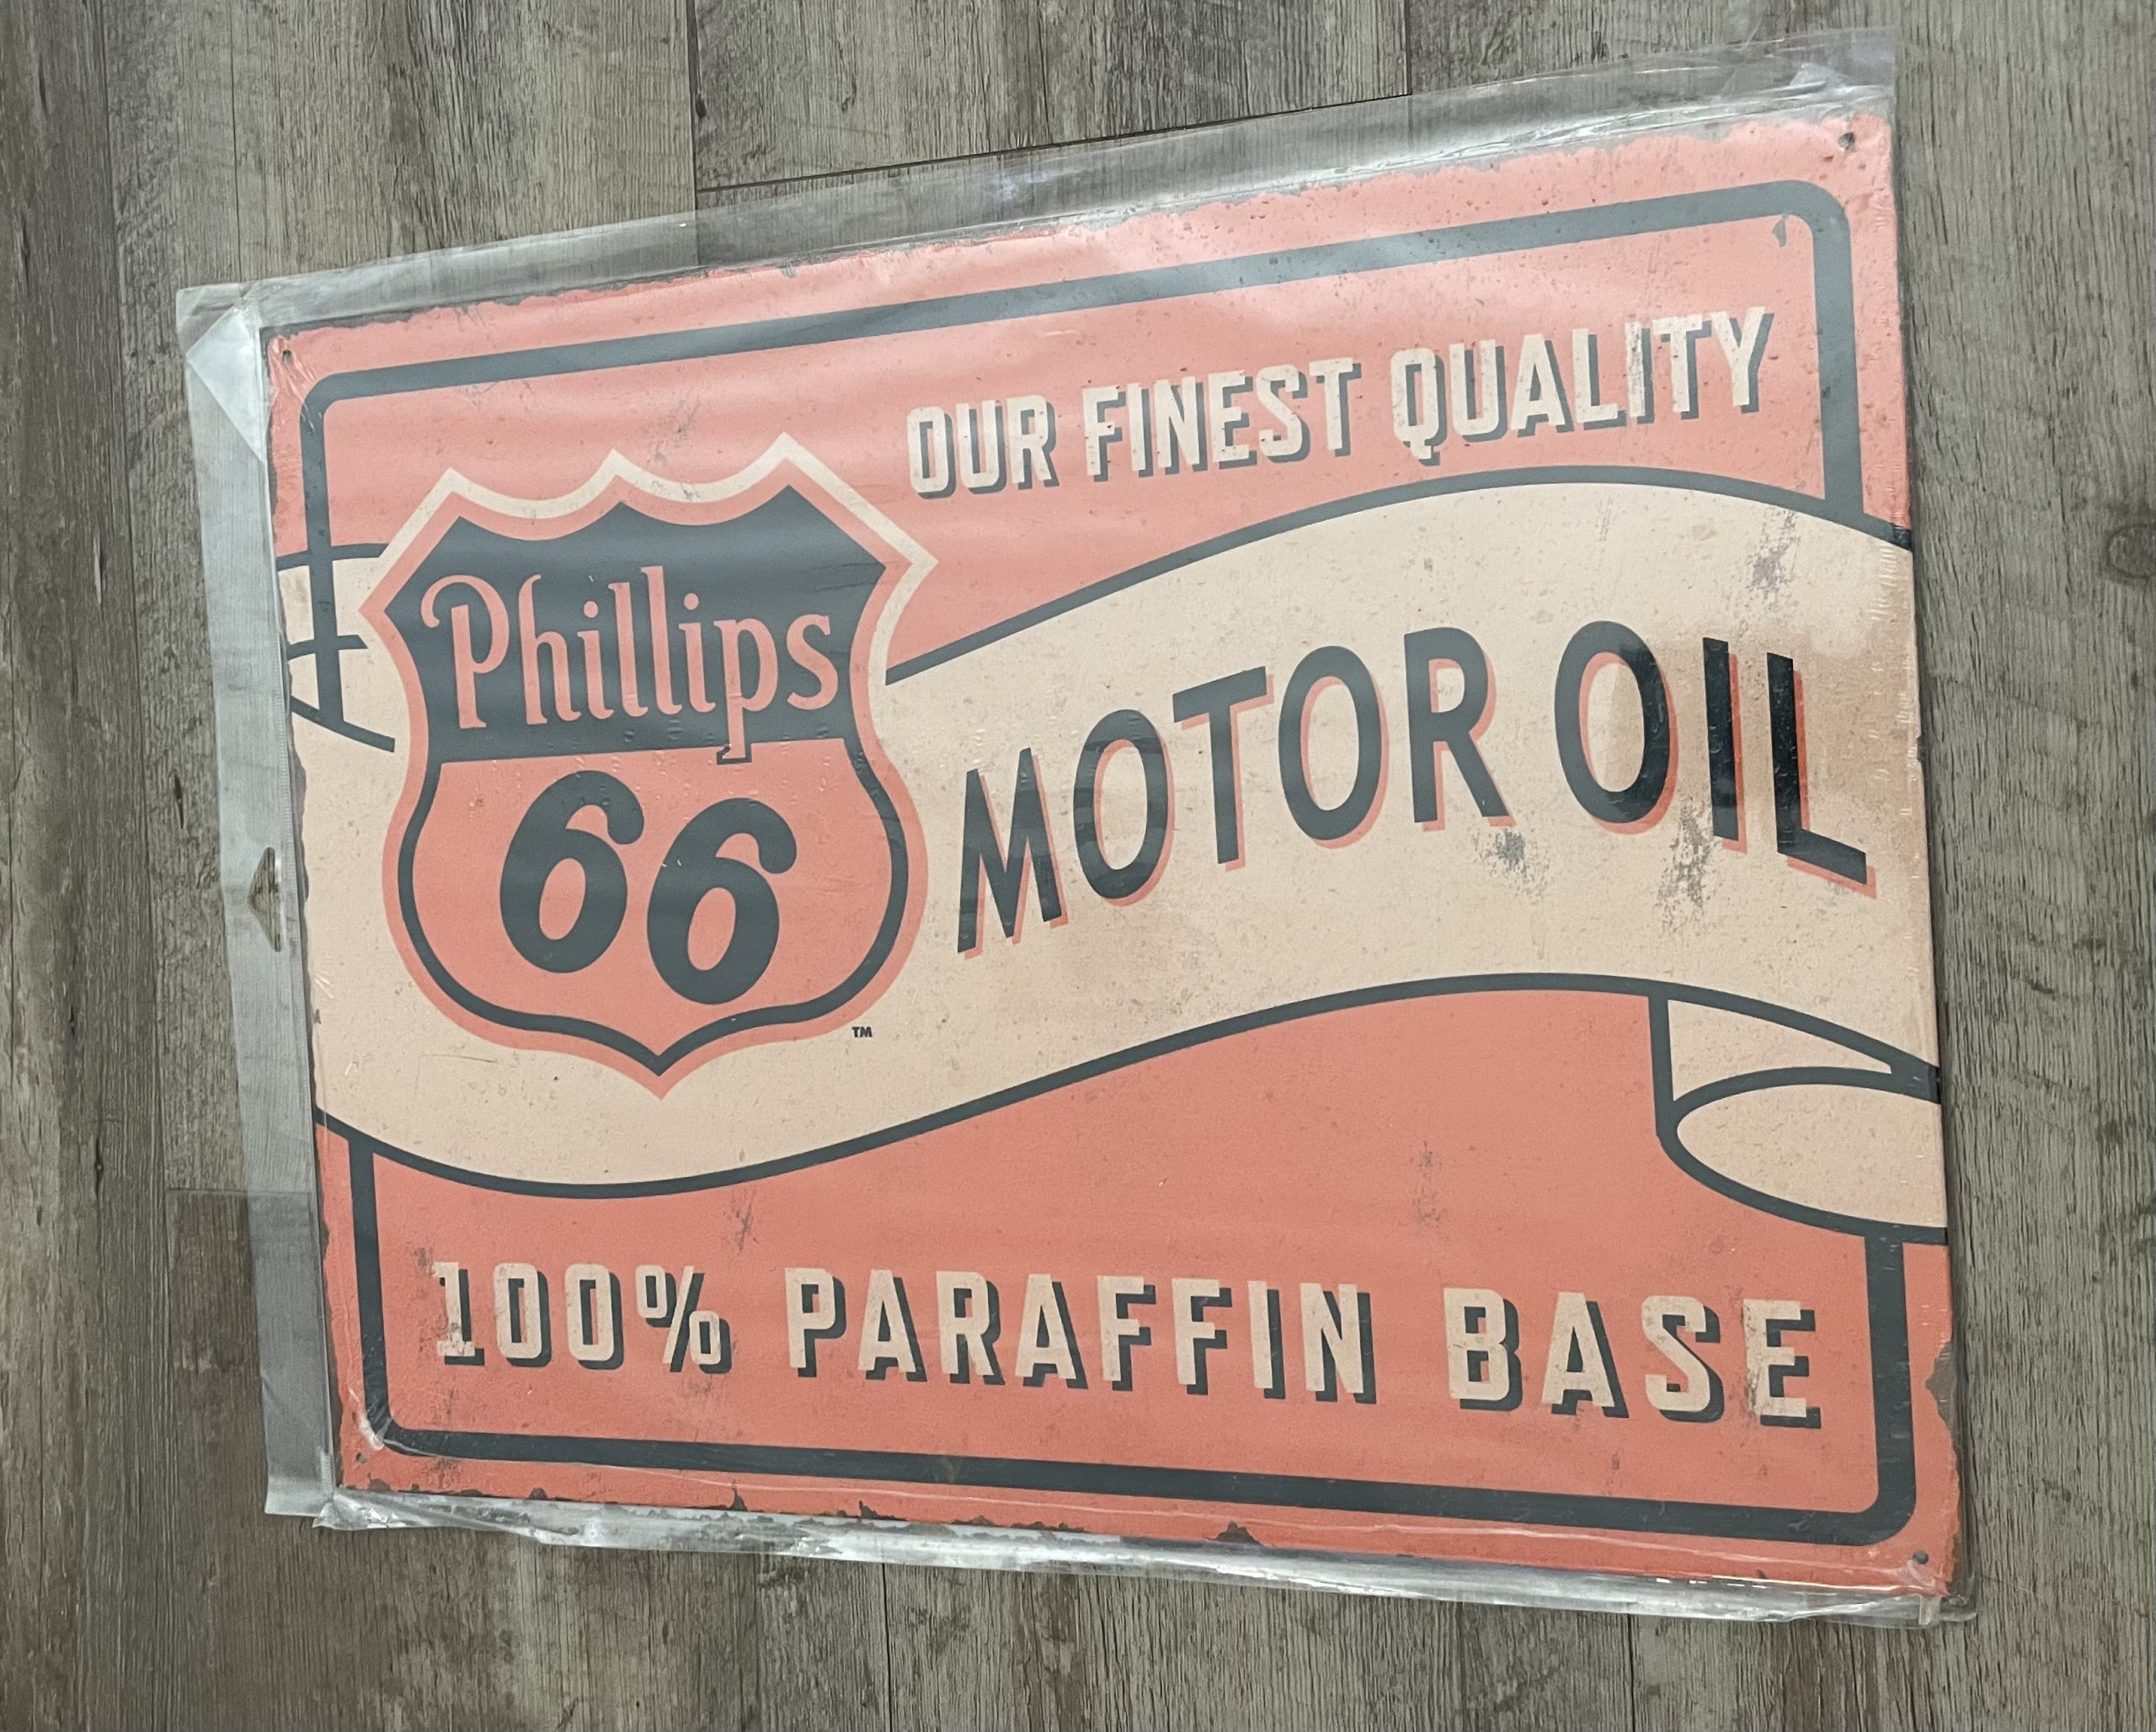 OUR FINEST QUALITY
Phillips
66
TM
MOTOR OIL
100% PARAFFIN BASE